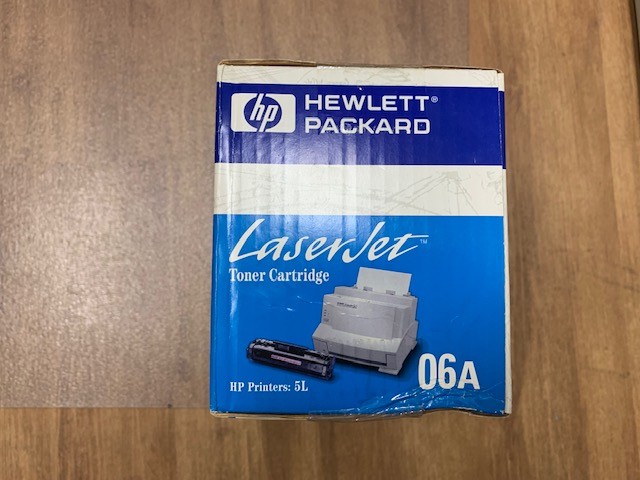 hp HEWLETT®
PACKARD
LaserJet™
Toner Cartridge
HP Printers: 5L
06A